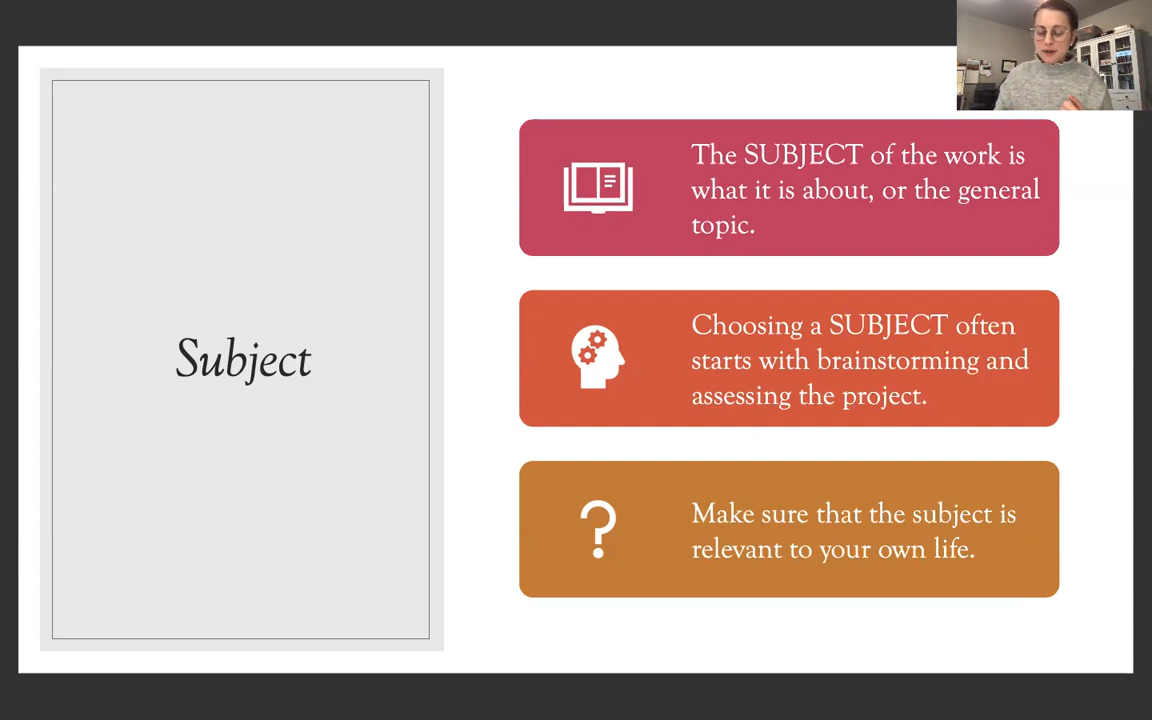 Subject
The SUBJECT of the work is
what it is about, or the general
topic.
Choosing a SUBJECT often
starts with brainstorming and
assessing the project.
?
Make sure that the subject is
relevant to your own life.